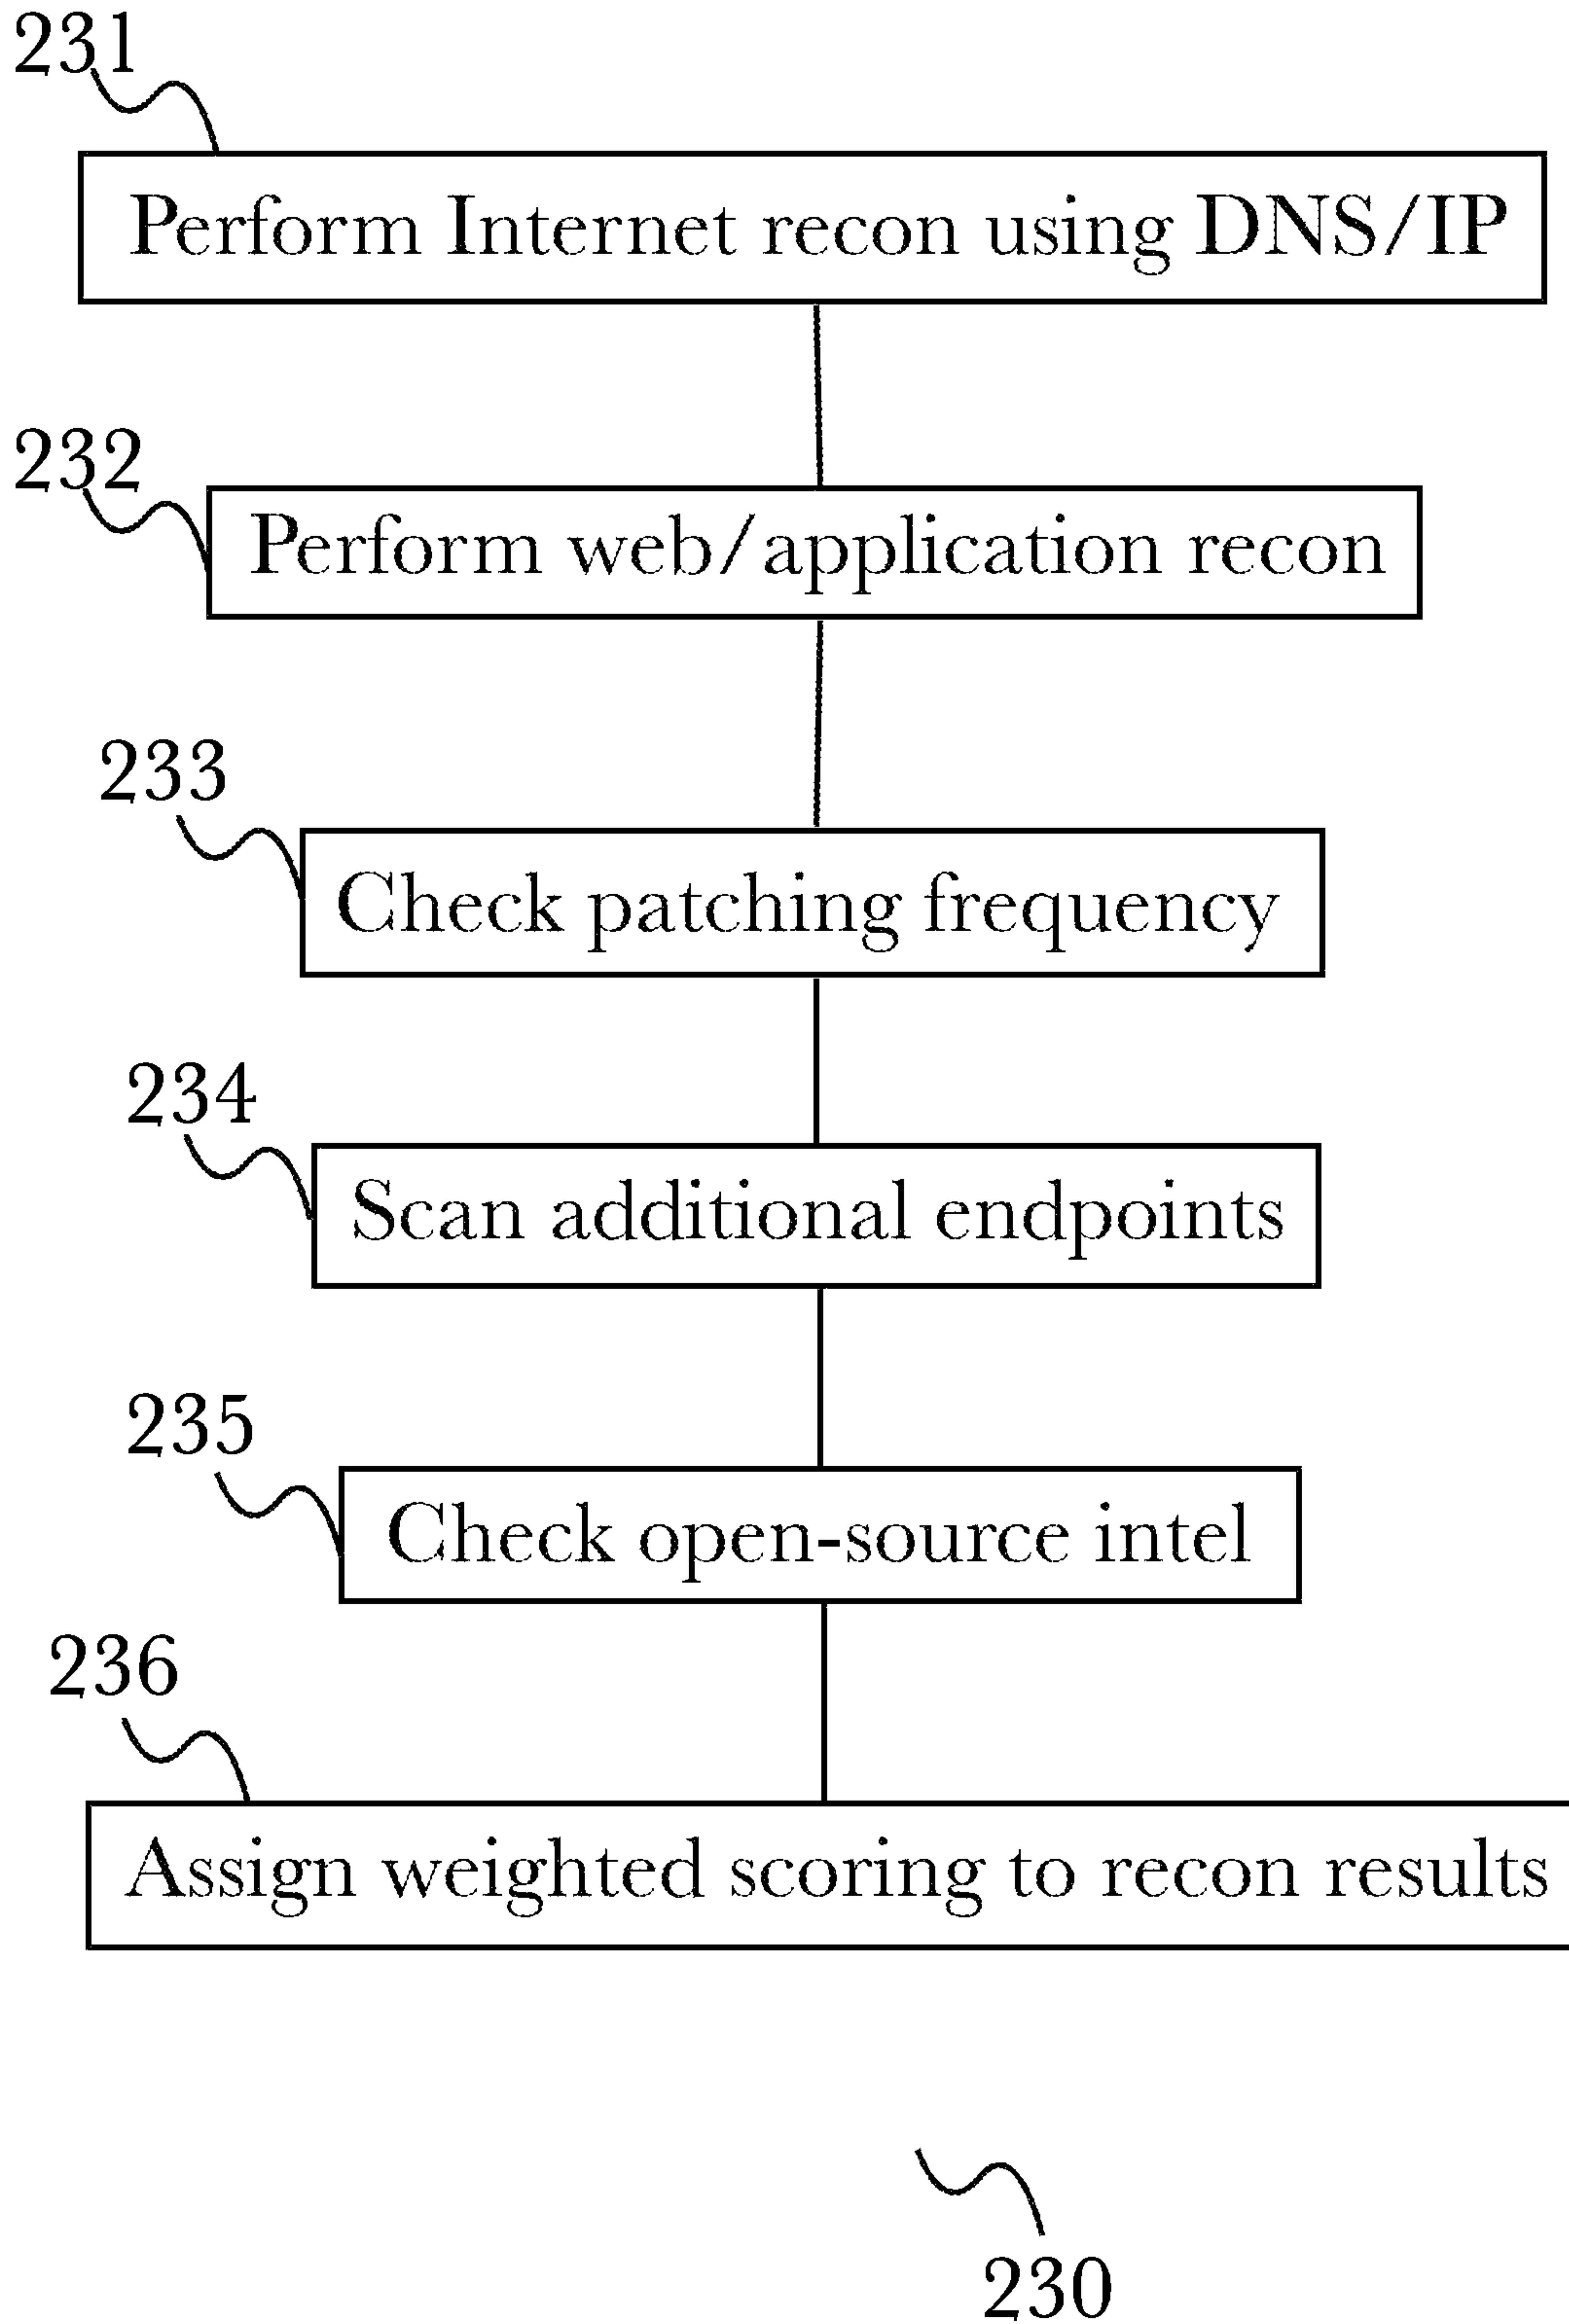 231
Perform Internet recon using DNS/IP
232
Perform web/application recon
233
Check patching frequency
234
Scan additional endpoints
235
Check open-source intel
236
Assign weighted scoring to recon results
230